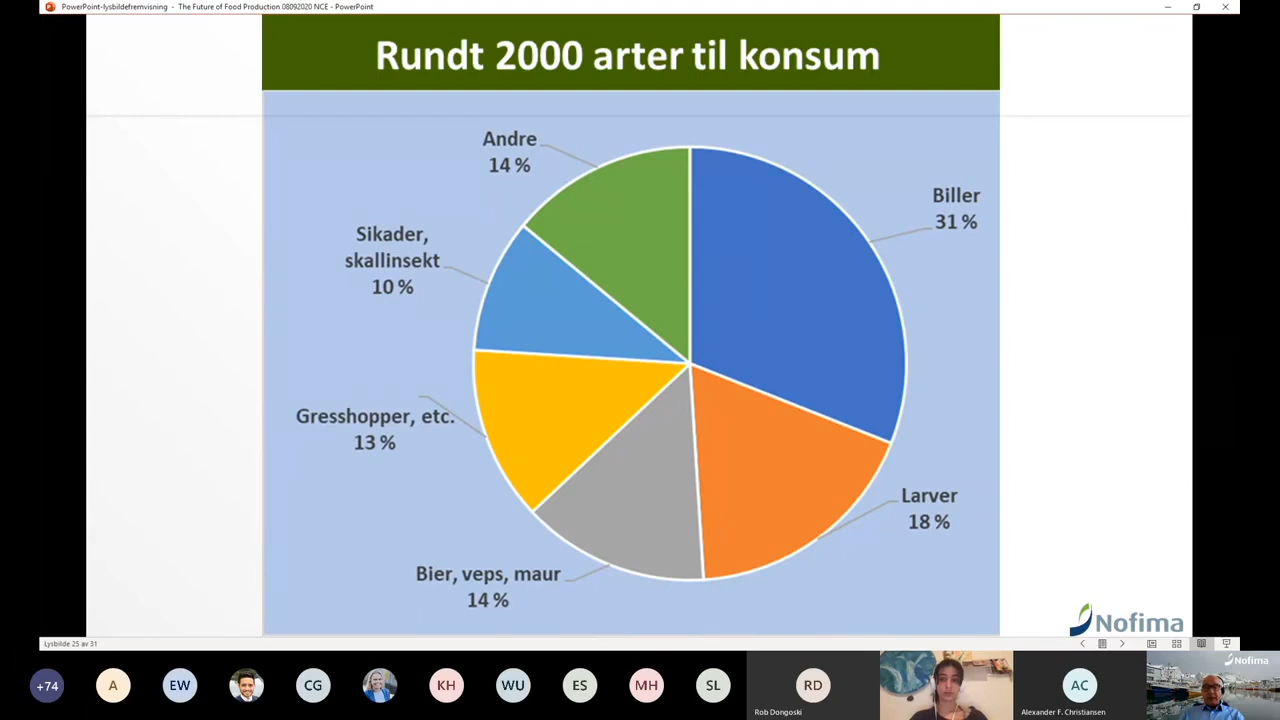 PowerPoint-lysbildefremvisning - The Future of Food Production 08092020 NCE - PowerPoint
Rundt 2000 arter til konsum
Andre
14 %
Biller
31 %
Sikader,
skallinsekt
10 %
Gresshopper, etc.
13 %
Larver
18 %
Bier, veps, maur
14 %
Nofima
Lysbilde 25 av 31
+74
A
EW
CG
KH
WU
ES
MH
SL
RD
Rob Dongoski
AC
Alexander F. Christiansen
Nofima